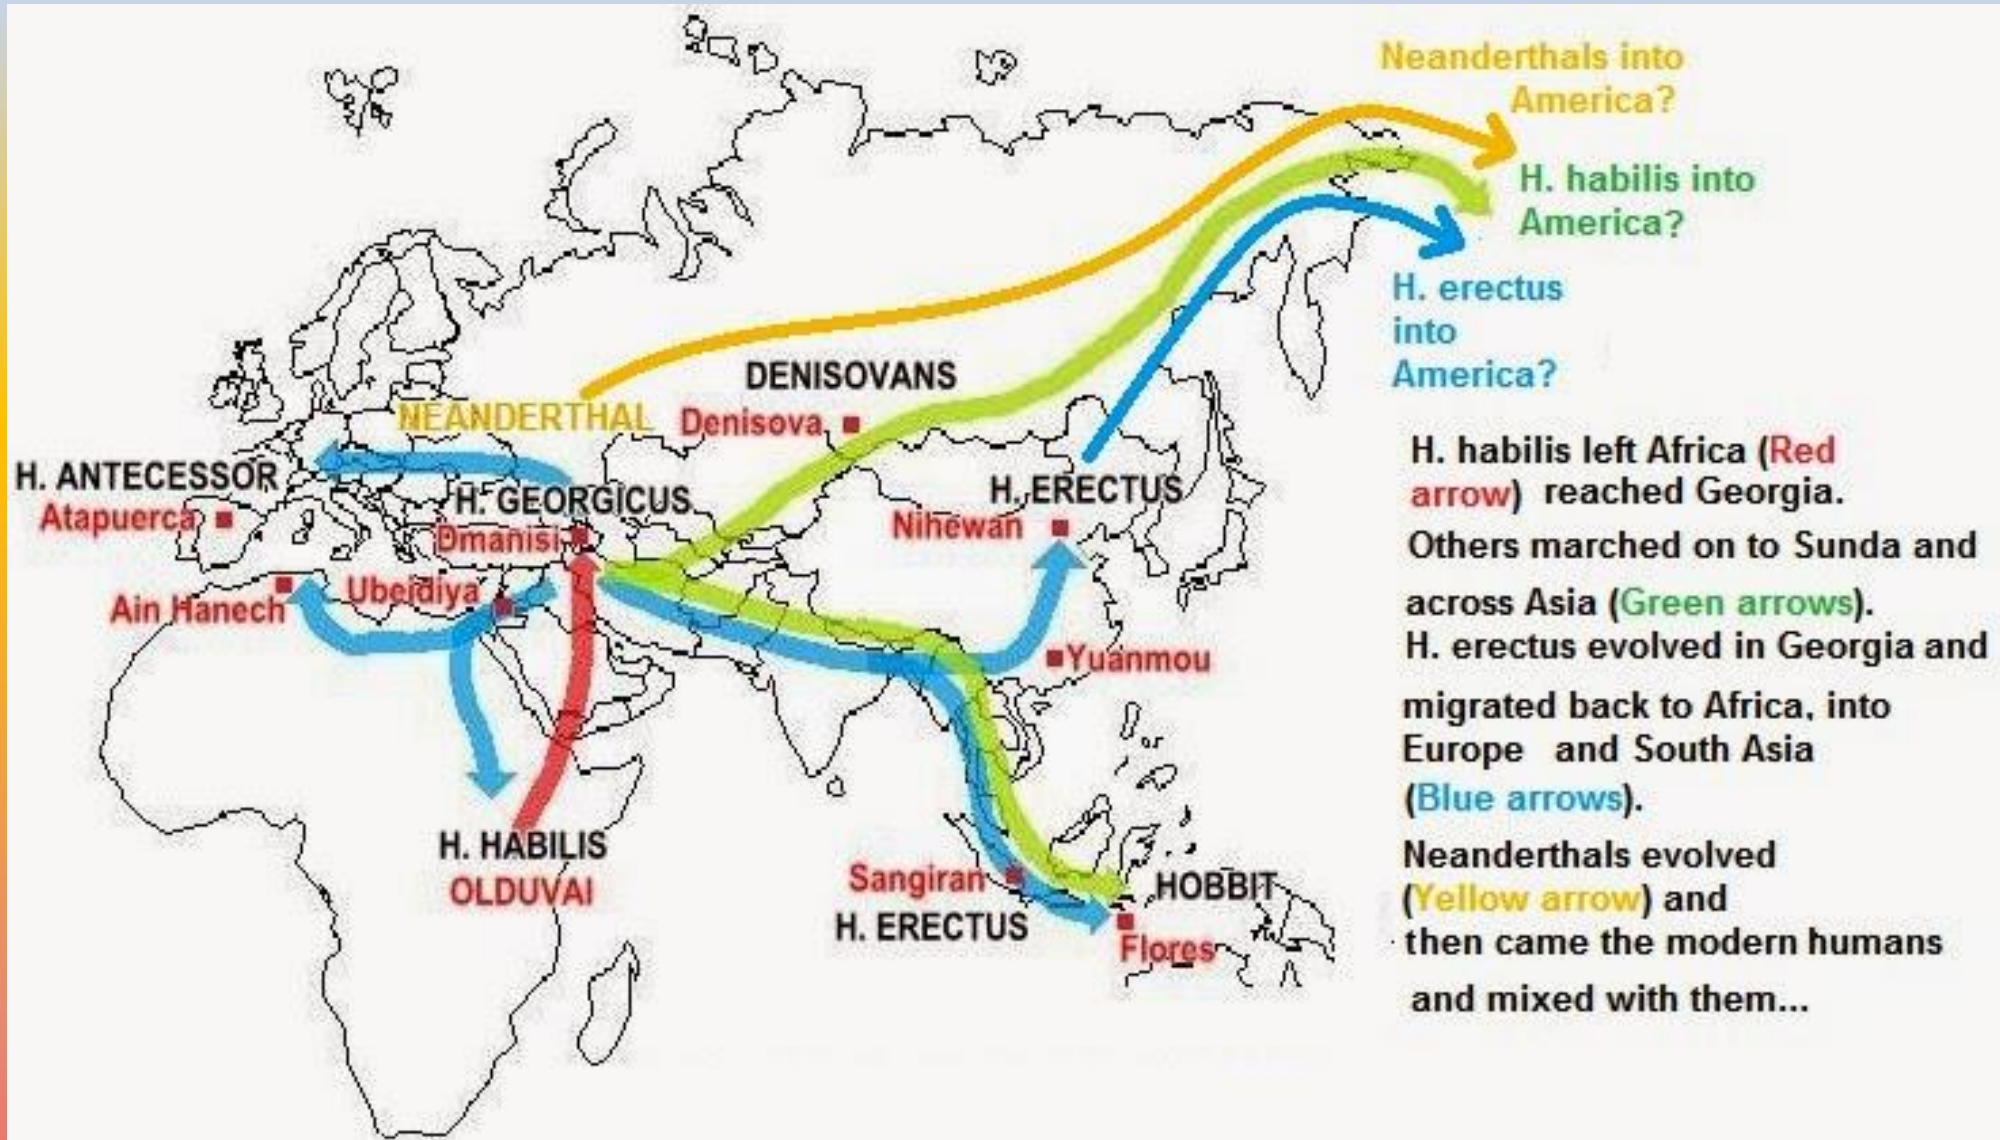 Neanderthals into
America?
H. habilis into
America?
H. erectus
into
America?
DENISOVANS
Denisova
NEANDERTHAL
H. ANTECESSOR
Atapuerca
H. GEORGICUS
Dmanisi
H. ERECTUS
Nihewan
Ain Hanech
Ubeidiya
Yuanmou
H. HABILIS
OLDUVAI
Sangiran
H. ERECTUS
HOBBIT
Flores
H. habilis left Africa (Red
arrow) reached Georgia.
Others marched on to Sunda and
across Asia (Green arrows).
H. erectus evolved in Georgia and
migrated back to Africa, into
Europe and South Asia
(Blue arrows).
Neanderthals evolved
(Yellow arrow) and
then came the modern humans
and mixed with them...